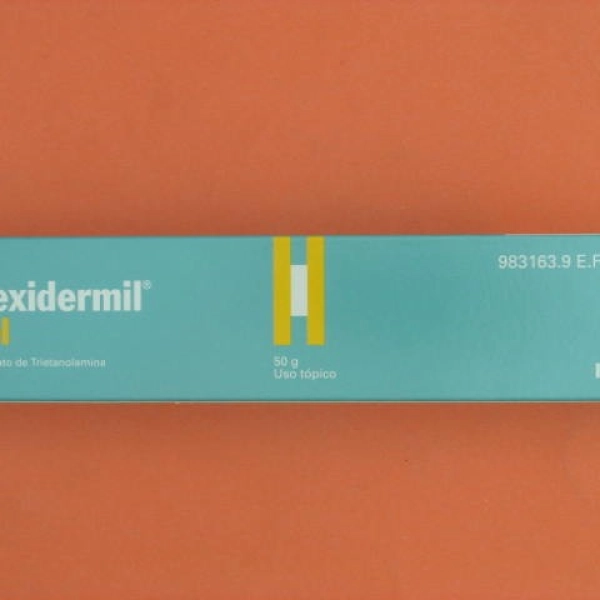 exidermil®
l
ato de Trietanolamina
50 g
Uso tópico
983163.9 E.F